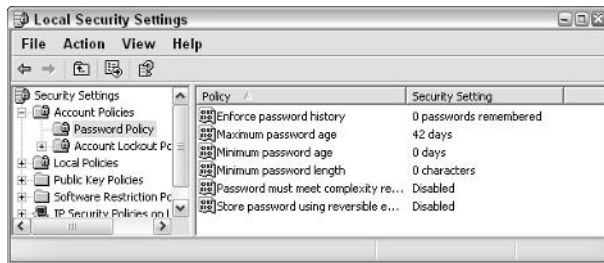 Local Security Settings
File Action View Help
Security Settings
Account Policies
Password Policy
Account Lockout Pc
Local Policies
Public Key Policies
Software Restriction Pc
IP Security Policies on L
Policy Security Setting
Enforce password history 0 passwords remembered
Maximum password age 42 days
Minimum password age 0 days
Minimum password length 0 characters
Password must meet complexity re... Disabled
Store password using reversible e... Disabled